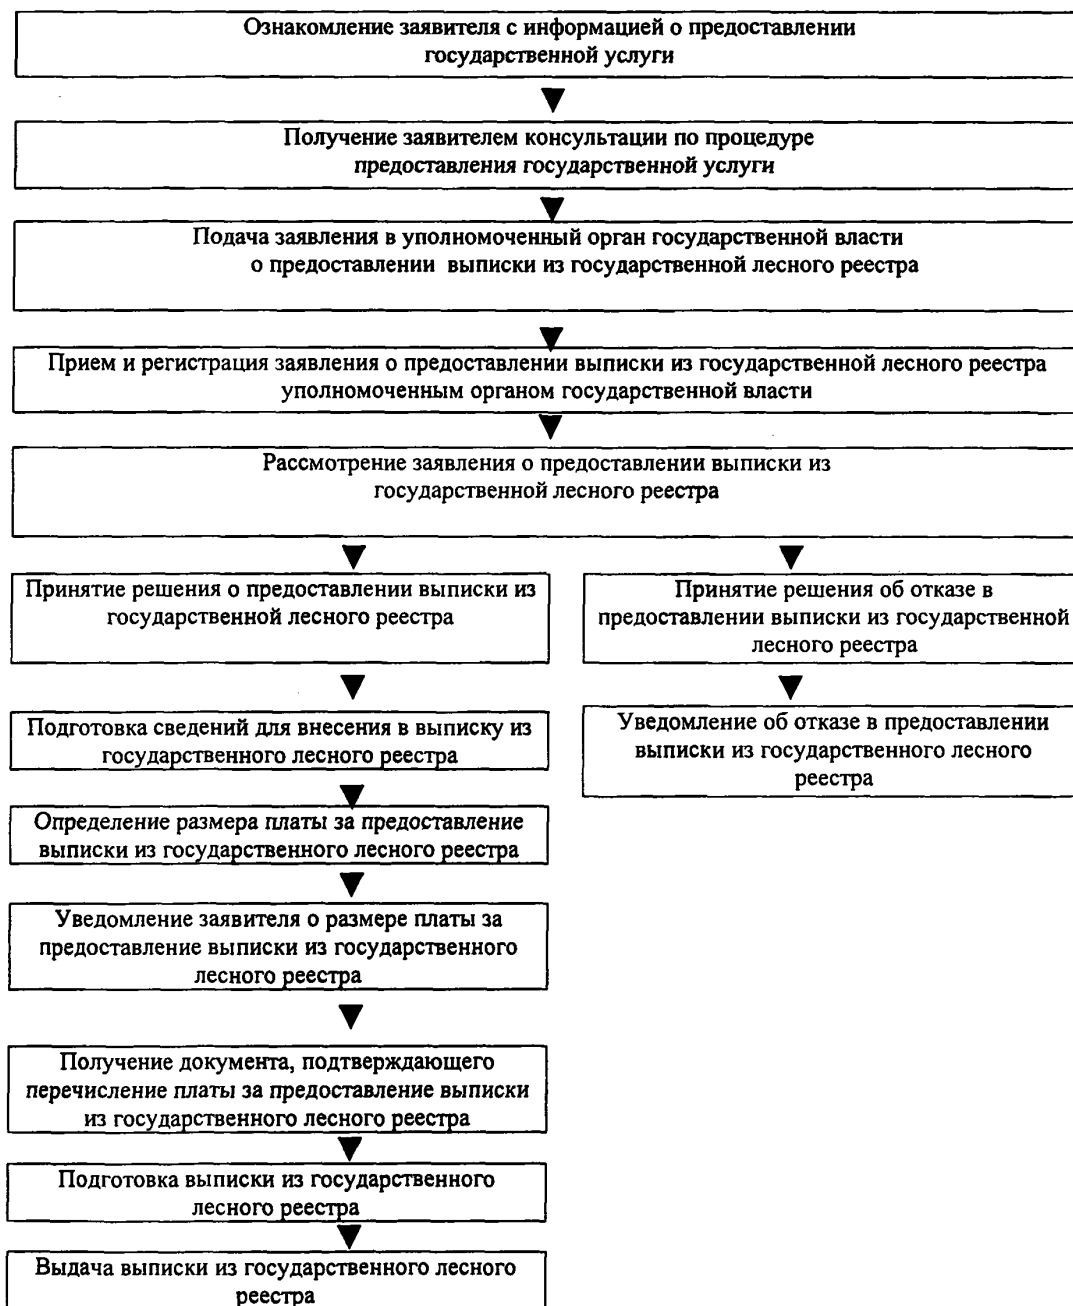 Ознакомление заявителя с информацией о предоставлении
государственной услуги
Получение заявителем консультации по процедуре
предоставления государственной услуги
Подача заявления в уполномоченный орган государственной власти
о предоставлении выписки из государственной лесного реестра
Прием и регистрация заявления о предоставлении выписки из государственной лесного реестра
уполномоченным органом государственной власти
Рассмотрение заявления о предоставлении выписки из
государственной лесного реестра
Принятие решения о предоставлении выписки из
государственной лесного реестра
Принятие решения об отказе в
предоставлении выписки из государственной
лесного реестра
Подготовка сведений для внесения в выписку из
государственного лесного реестра
Уведомление об отказе в предоставлении
выписки из государственного лесного
реестра
Определение размера платы за предоставление
выписки из государственного лесного реестра
Уведомление заявителя о размере платы за
предоставление выписки из государственного
лесного реестра
Получение документа, подтверждающего
перечисление платы за предоставление выписки
из государственного лесного реестра
Подготовка выписки из государственного
лесного реестра
Выдача выписки из государственного лесного
реестра